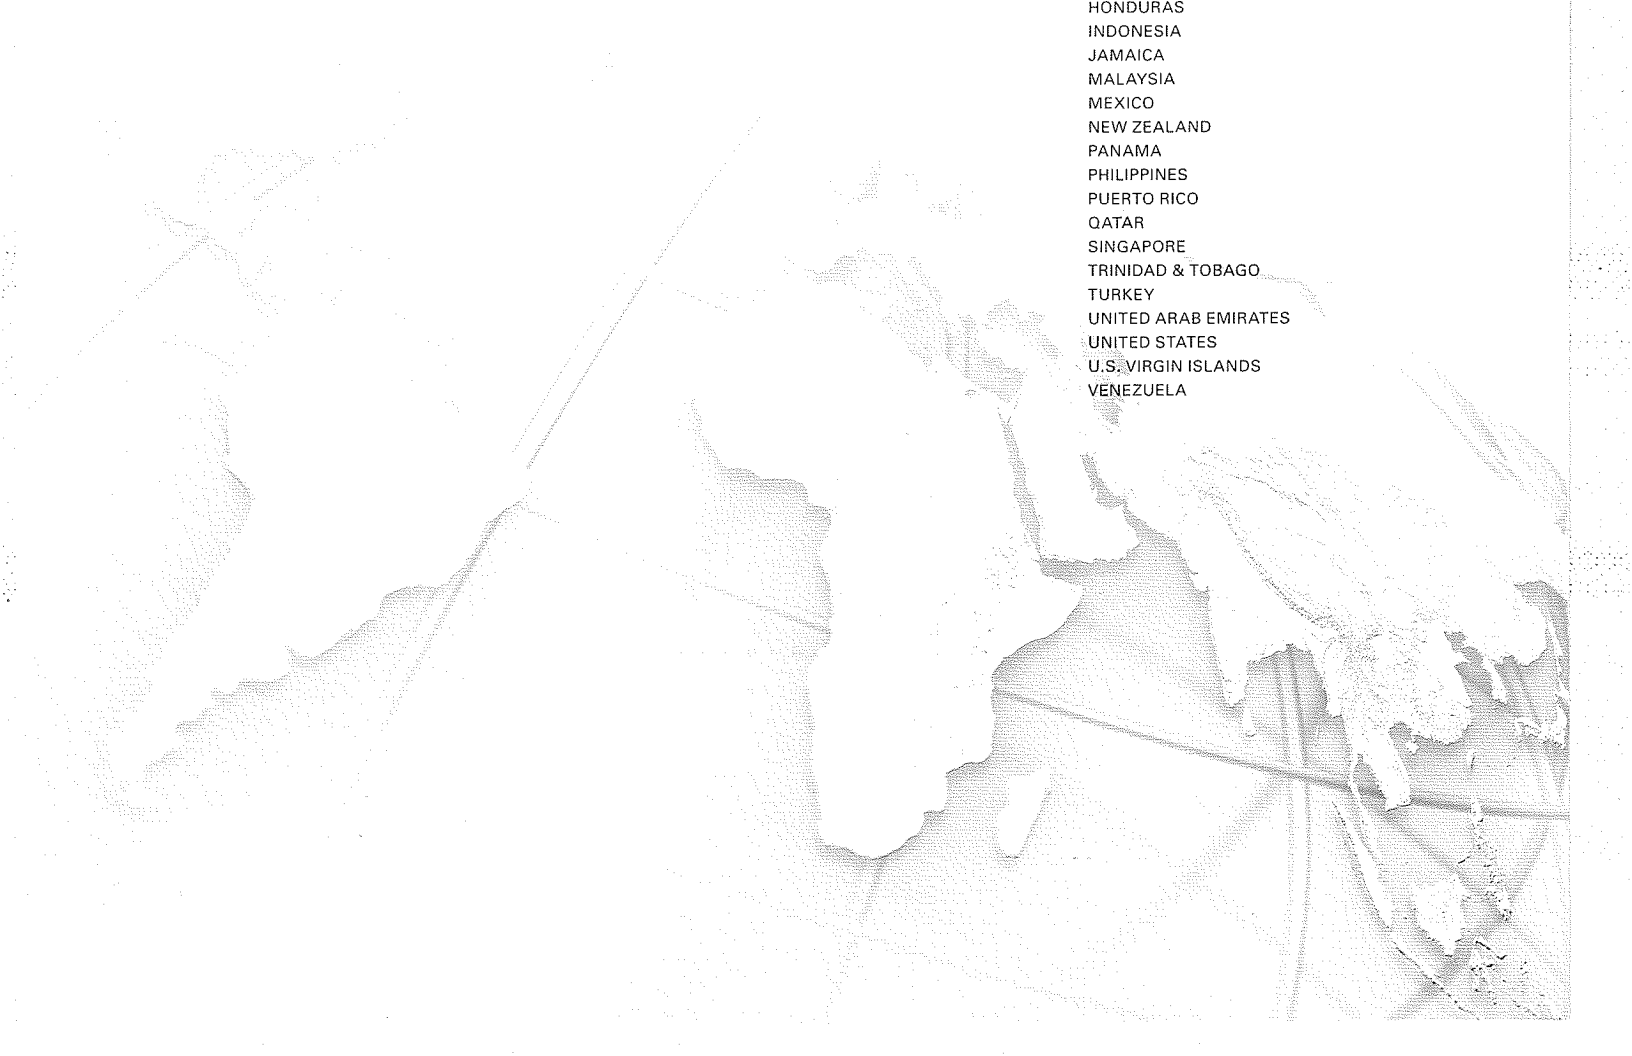 HONDURAS
INDONESIA
JAMAICA
MALAYSIA
MEXICO
NEW ZEALAND
PANAMA
PHILIPPINES
PUERTO RICO
QATAR
SINGAPORE
TRINIDAD & TOBAGO
TURKEY
UNITED ARAB EMIRATES
UNITED STATES
U.S. VIRGIN ISLANDS
VENEZUELA